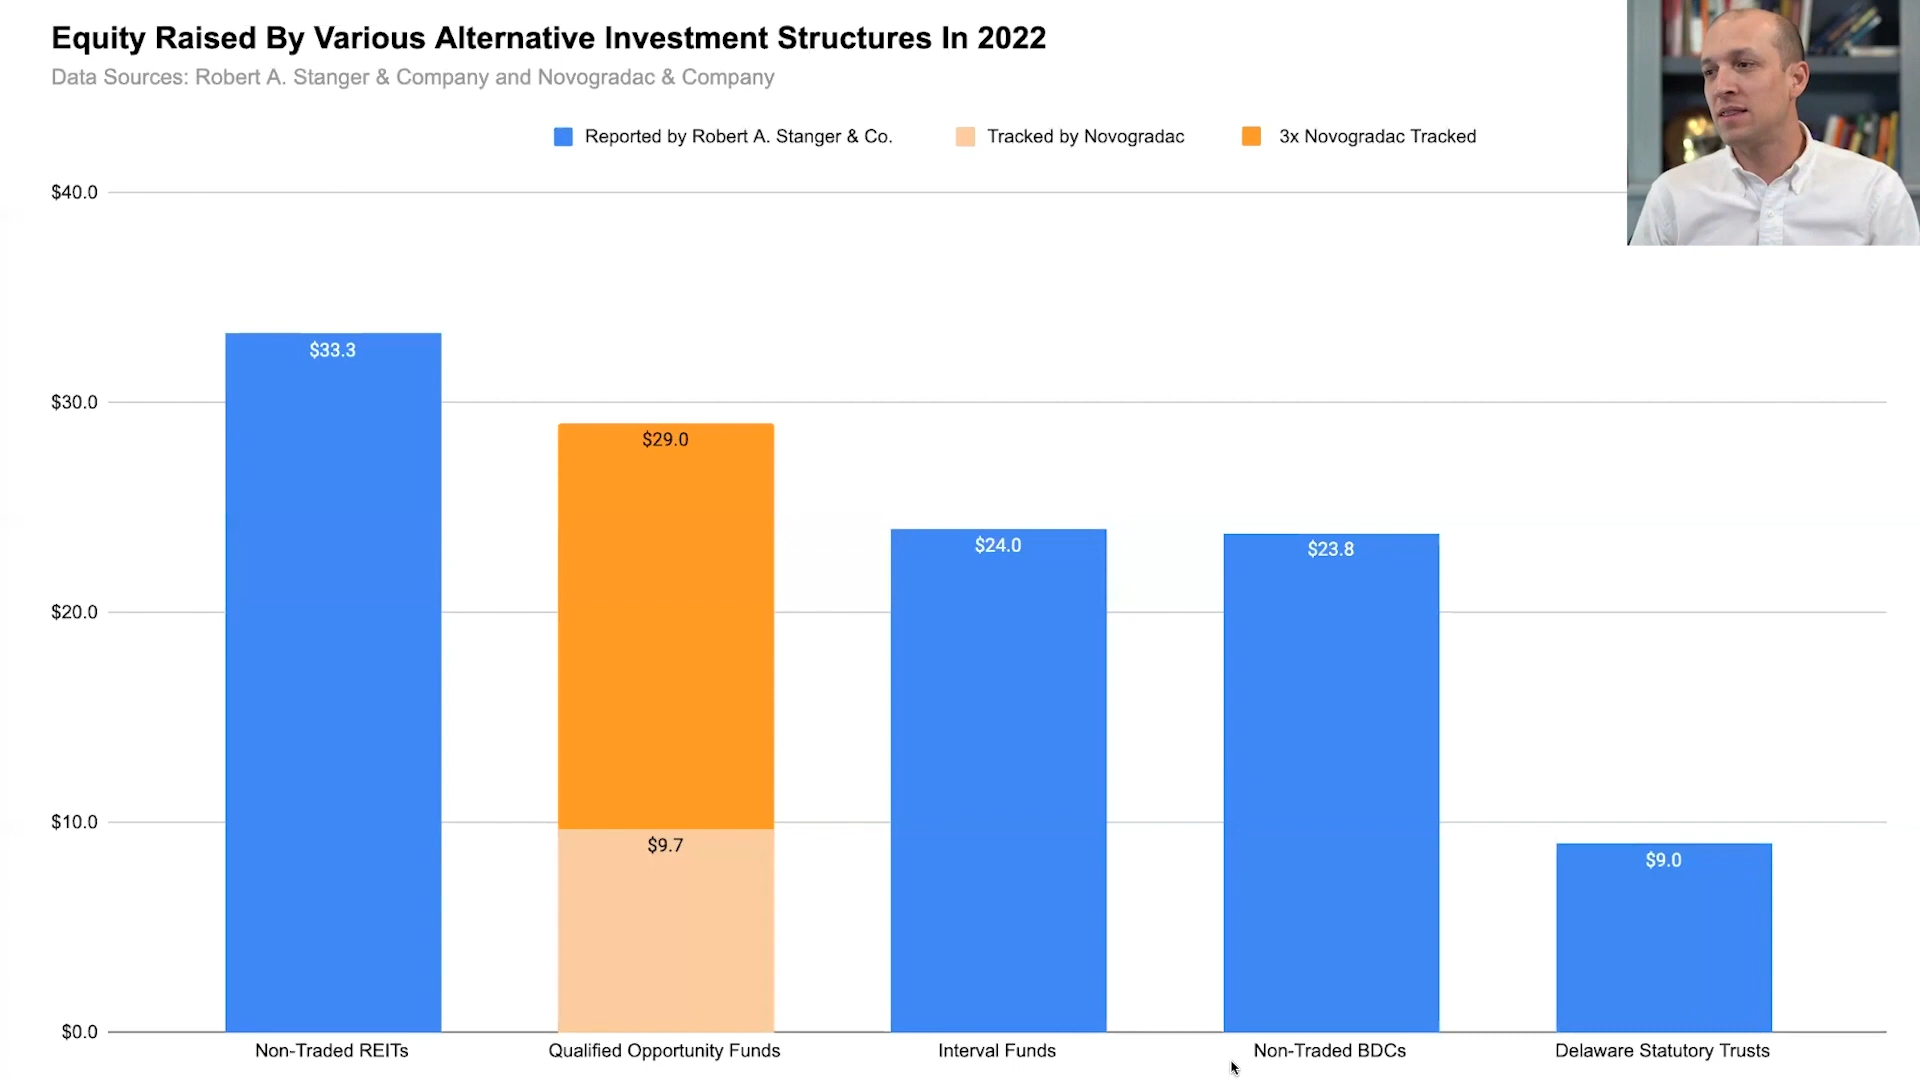 Equity Raised By Various Alternative Investment Structures In 2022
Data Sources: Robert A. Stanger & Company and Novogradac & Company
Reported by Robert A. Stanger & Co.
Tracked by Novogradac
3x Novogradac Tracked
$40.0
$30.0
$20.0
$10.0
$0.0
$33.3
$29.0
$9.7
$24.0
$23.8
$9.0
Non-Traded REITs
Qualified Opportunity Funds
Interval Funds
Non-Traded BDCs
Delaware Statutory Trusts